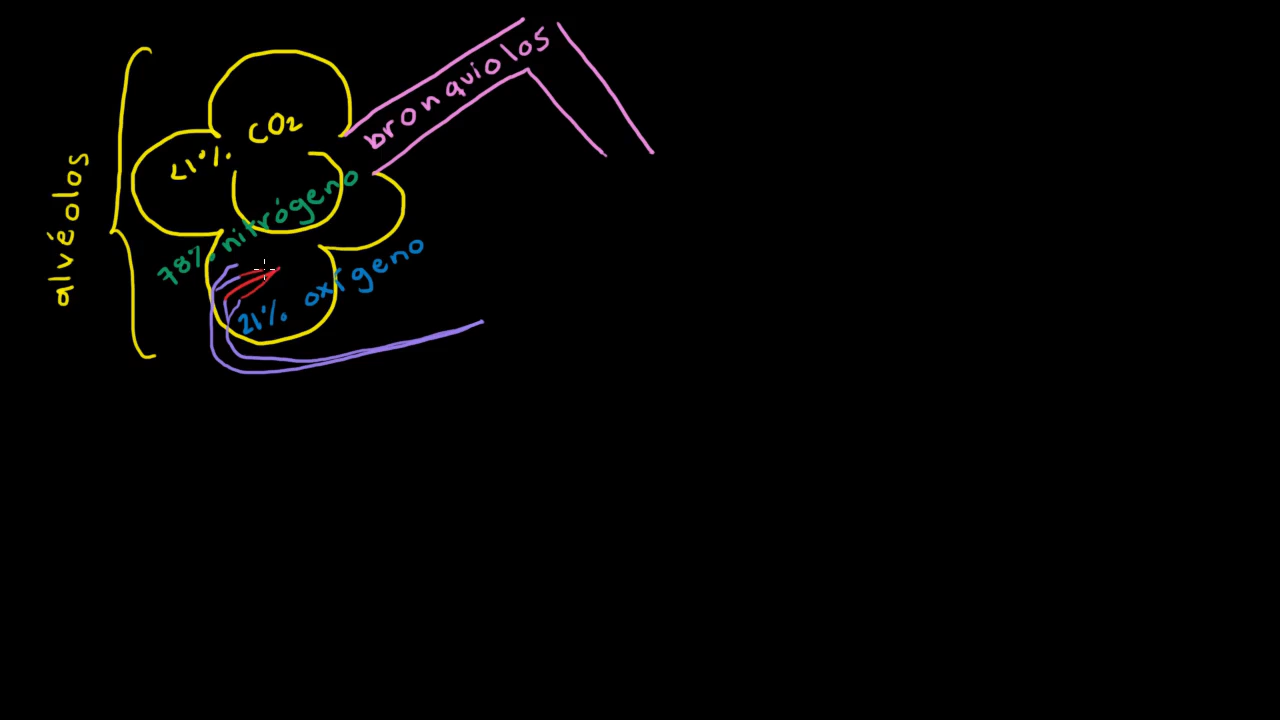 bronquiolos
CO2
<1%
alvéolos
78% nitrógeno
21% oxígeno